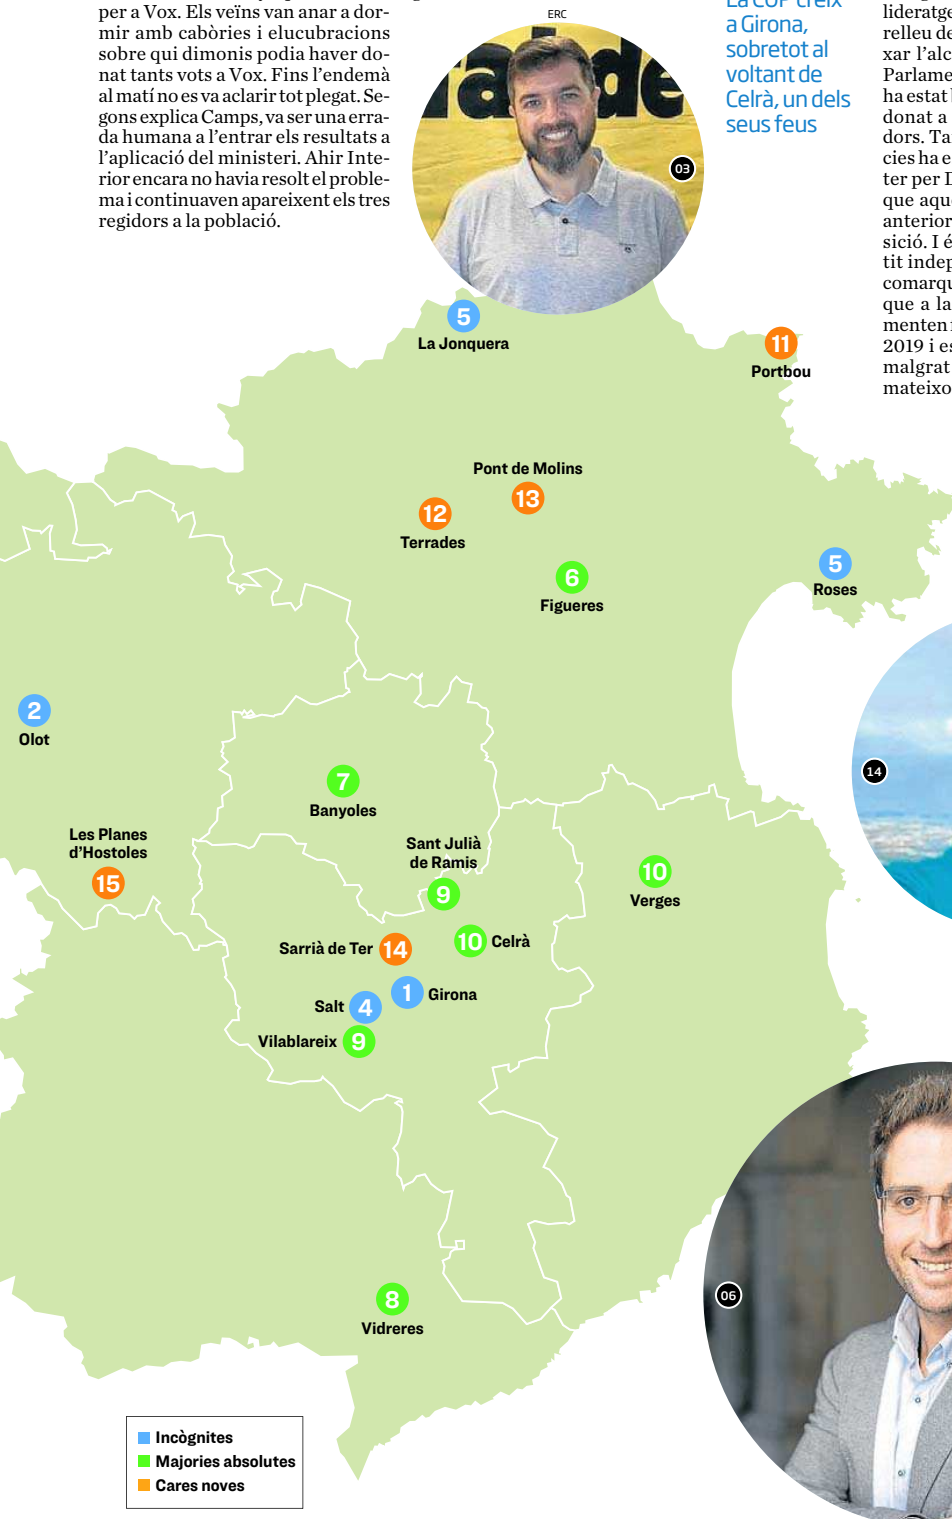 per a Vox. Els veïns van anar a dor-
mir amb cabòries i elucubracions
sobre qui dimonis podia haver do-
nat tants vots a Vox. Fins l'endemà
al matí no es va aclarir tot plegat. Se-
gons explica Camps, va ser una erra-
da humana a l'entrar els resultats a
l'aplicació del ministeri. Ahir Inte-
rior encara no havia resolt el proble-
ma i continuaven apareixent els tres
regidors a la població.
ERC
03
La CUP creix
a Girona,
sobretot al
voltant de
Celrà, un dels
seus feus
lideratge
relleu de
xar l'alc
Parlame
ha estat
donat a
dors. Ta
cies ha e
ter per D
que aque
anterior
sició. I é
tit indep
comarqu
que a la
menten
2019 i es
malgrat
mateixo
5
La Jonquera
11
Portbou
Pont de Molins
13
12
Terrades
6
Figueres
5
Roses
2
Olot
14
7
Banyoles
Les Planes
d'Hostoles
15
Sant Julià
de Ramis
9
10
Verges
Sarrià de Ter 14
10 Celrà
1 Girona
Salt 4
Vilablareix 9
06
8
Vidreres
Incògnites
Majories absolutes
Cares noves